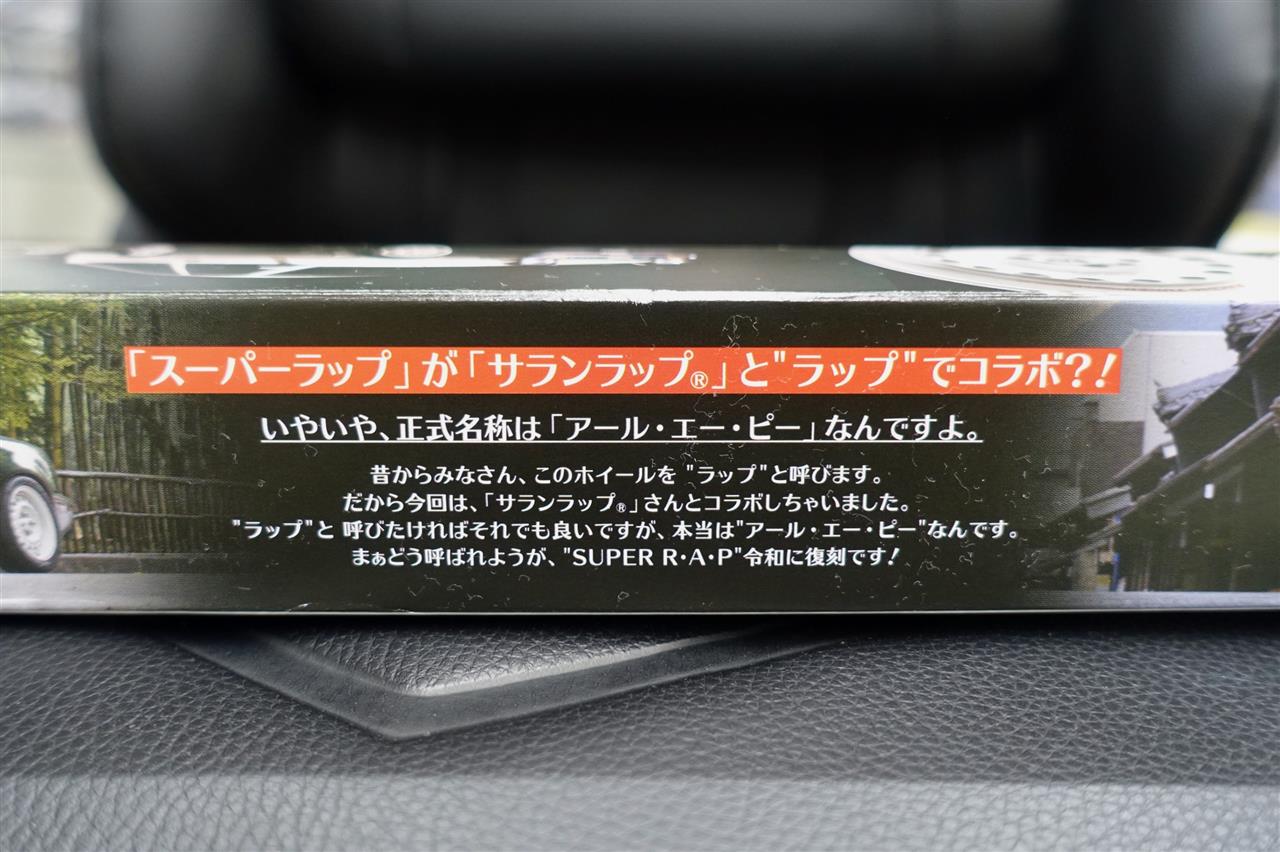 「スーパーラップ」が「サランラップ®」と"ラップ"でコラボ?!
いやいや、正式名称は「アール・エー・ピー」なんですよ。
昔からみなさん、このホイールを "ラップ"と呼びます。
だから今回は、「サランラップ®」さんとコラボしちゃいました。
"ラップ"と 呼びたければそれでも良いですが、本当は"アール・エー・ピー"なんです。
まぁどう呼ばれようが、"SUPER R・A・P"令和に復刻です!